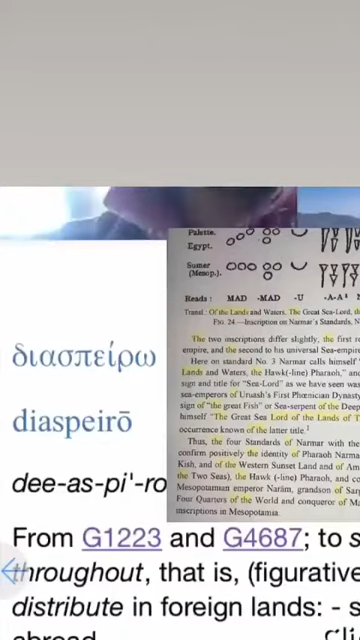 Palette.
Egypt.
Sumer
(Mesop.)
Reads : MAD -MAD -U -A-A
Transl: Of the Lands and Waters, The Great Sea-Lord, th
FIG. 24—Inscription on Narmar's Standards, N
The two inscriptions differ slightly, the first r
empire, and the second to his universal Sea-empire
Here on standard No. 3 Narmar calls himself
Lands and Waters, the Hawk(-line) Pharaoh," and
sign and title for "Sea-Lord" as we have seen was
sea-emperors of Uruash's First Phœnician Dynasty
sign of "the great Fish" or Sea-serpent of the Deep
himself "The Great Sea Lord of the Lands of T
occurrence known of the latter title.¹
Thus, the four Standards of Narmar with the
confirm positively the identity of Pharaoh Narma
Kish, and of the Western Sunset Land and of Am
the Two Seas), the Hawk (-line) Pharaoh, and co
Mesopotamian emperor Narām, grandson of Sar
Four Quarters of the World and conqueror of M
inscriptions in Mesopotamia.
διασπείρω
diaspeirō
dee-as-pi'-ro
From G1223 and G4687; to s
throughout, that is, (figurative
distribute in foreign lands: - s
abroad